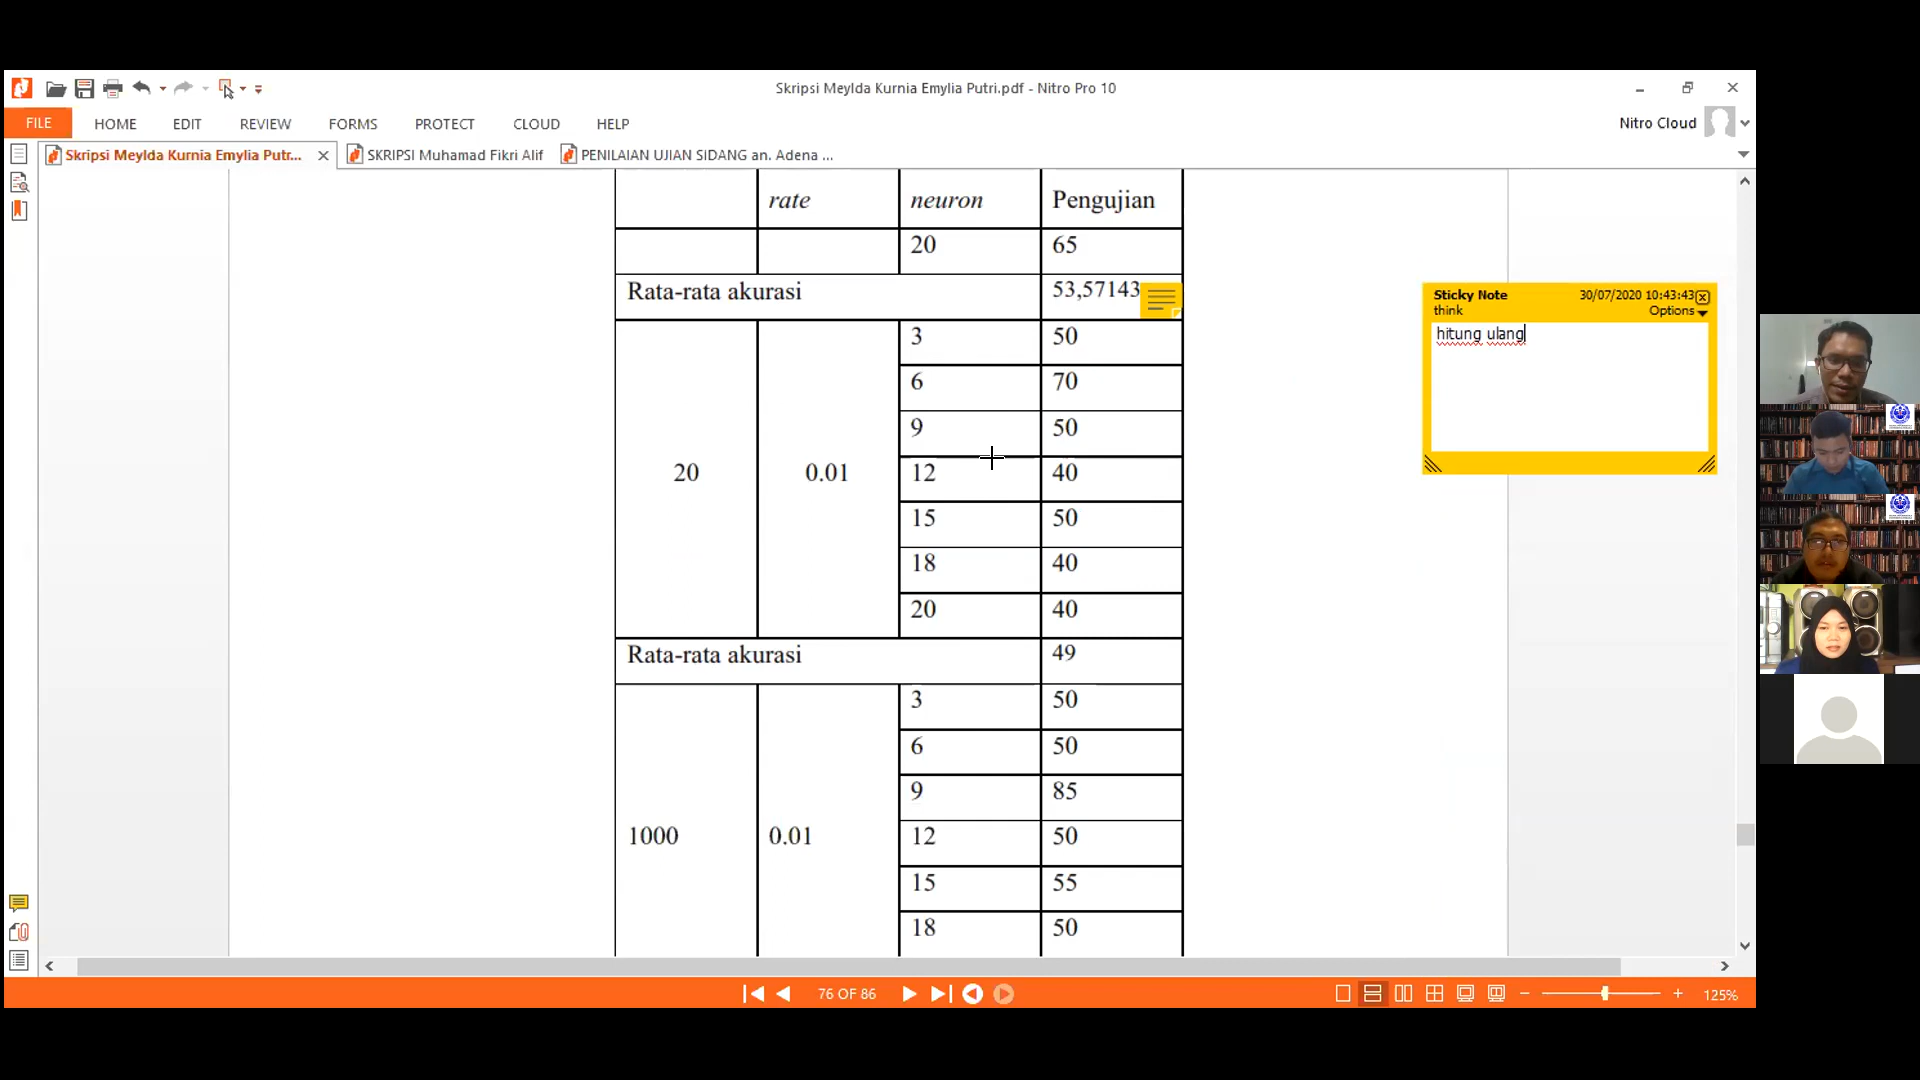 Skripsi Meylda Kurnia Emylia Putri.pdf - Nitro Pro 10
FILE HOME EDIT REVIEW FORMS PROTECT CLOUD HELP Nitro Cloud
Skripsi Meylda Kurnia Emylia Putr... SKRIPSI Muhamad Fikri Alif PENILAIAN UJIAN SIDANG an. Adena ...
rate neuron Pengujian
20 65
Rata-rata akurasi 53,57143
3 50
6 70
9 50
20 0.01 12 40
15 50
18 40
20 40
Rata-rata akurasi 49
3 50
6 50
9 85
1000 0.01 12 50
15 55
18 50
Sticky Note 30/07/2020 10:43:43
think Options
hitung ulang
76 OF 86 125%